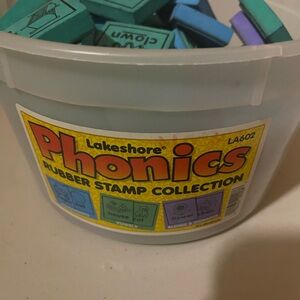 clown
Lakeshore®
Phonics
LA602
RUBBER STAMP COLLECTION